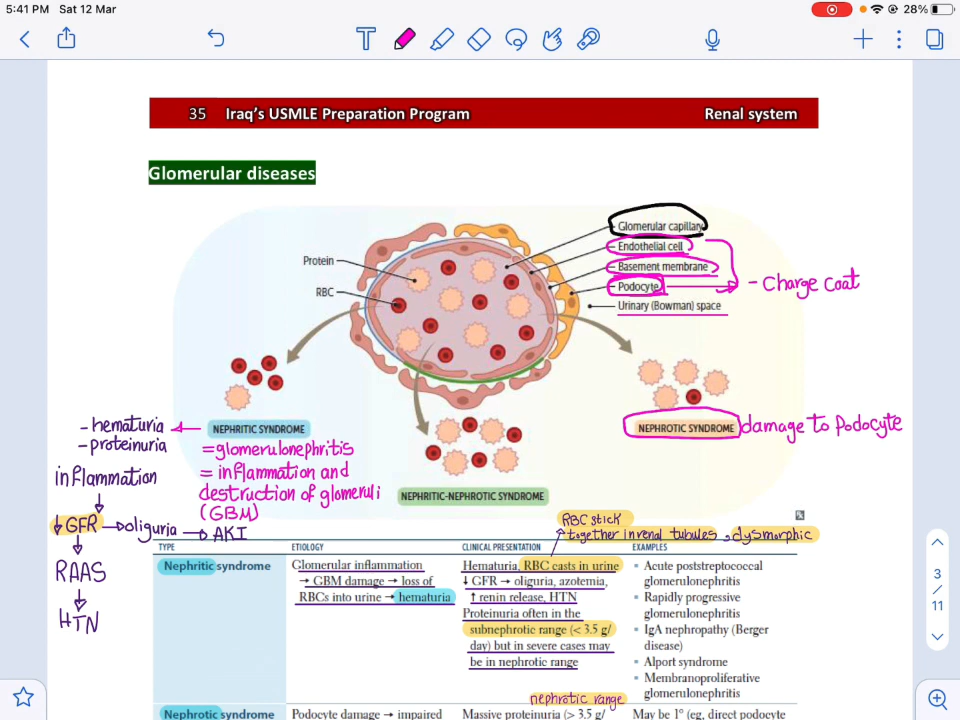 5:41 PM Sat 12 Mar
28%
35 Iraq's USMLE Preparation Program Renal system
Glomerular diseases
Glomerular capillary
Endothelial cell
Basement membrane
Podocyte
- Charge coat
Urinary (Bowman) space
Protein
RBC
- hematuria
- proteinuria
NEPHRITIC SYNDROME
= glomerulonephritis
= inflammation and
destruction of glomeruli
(GBM)
NEPHRITIC-NEPHROTIC SYNDROME
NEPHROTIC SYNDROME
damage to Podocyte
inflammation
↓ GFR → oliguria → AKI
RAAS
HTN
RBC stick
together in renal tubules, dysmorphic
TYPE ETIOLOGY CLINICAL PRESENTATION EXAMPLES
Nephritic syndrome
Glomerular inflammation
→ GBM damage → loss of
RBCs into urine → hematuria
Hematuria, RBC casts in urine
↓ GFR → oliguria, azotemia,
↑ renin release, HTN
Proteinuria often in the
subnephrotic range (< 3.5 g/
day) but in severe cases may
be in nephrotic range
▪ Acute poststreptococcal
glomerulonephritis
▪ Rapidly progressive
glomerulonephritis
▪ IgA nephropathy (Berger
disease)
▪ Alport syndrome
▪ Membranoproliferative
glomerulonephritis
nephrotic range
Nephrotic syndrome
Podocyte damage → impaired
Massive proteinuria (> 3.5 g/
May be 1° (eg, direct podocyte
3
/
11